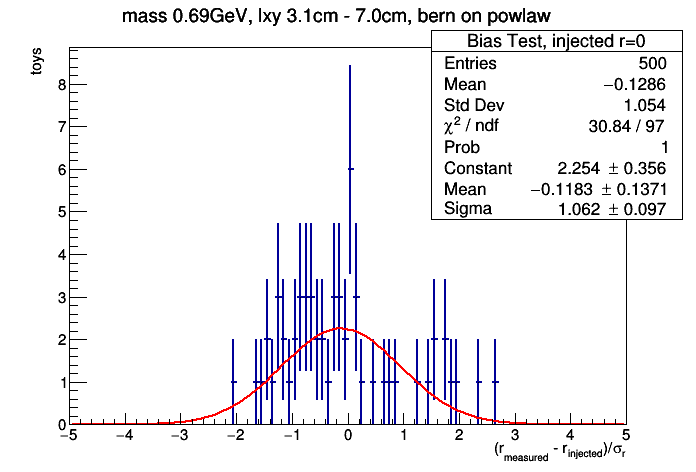 mass 0.69GeV, lxy 3.1cm - 7.0cm, bern on powlaw
Bias Test, injected r=0
Entries 500
Mean −0.1286
Std Dev 1.054
χ² / ndf 30.84 / 97
Prob 1
Constant 2.254 ± 0.356
Mean −0.1183 ± 0.1371
Sigma 1.062 ± 0.097
toys
8
7
6
5
4
3
2
1
0
−5 −4 −3 −2 −1 0 1 2 3 4 5
(r_measured - r_injected)/σ_r